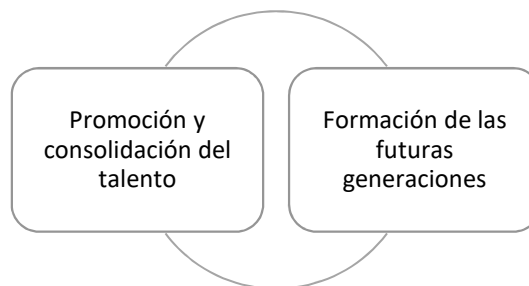 Promoción y
consolidación del
talento
Formación de las
futuras
generaciones